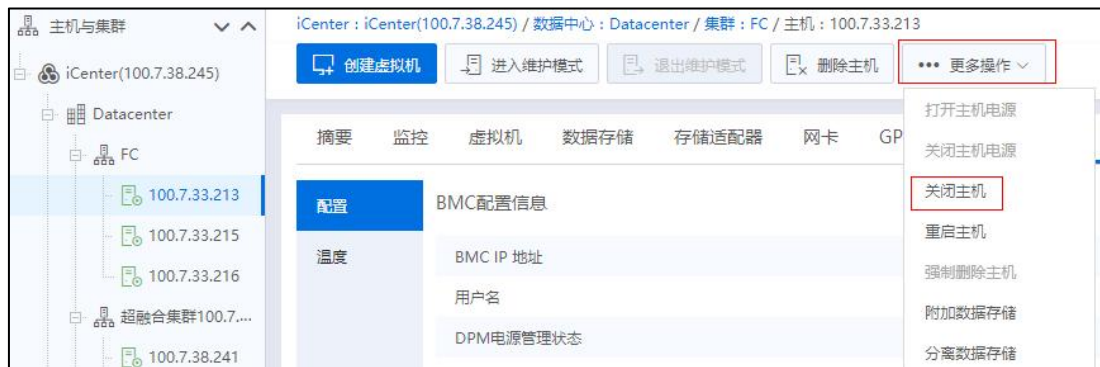 主机与集群
iCenter(100.7.38.245)
Datacenter
FC
100.7.33.213
100.7.33.215
100.7.33.216
超融合集群100.7....
100.7.38.241
iCenter : iCenter(100.7.38.245) / 数据中心 : Datacenter / 集群 : FC / 主机 : 100.7.33.213
创建虚拟机 进入维护模式 退出维护模式 删除主机 ••• 更多操作
摘要 监控 虚拟机 数据存储 存储适配器 网卡 GP
配置
温度
BMC配置信息
BMC IP 地址
用户名
DPM电源管理状态
打开主机电源
关闭主机电源
关闭主机
重启主机
强制删除主机
附加数据存储
分离数据存储